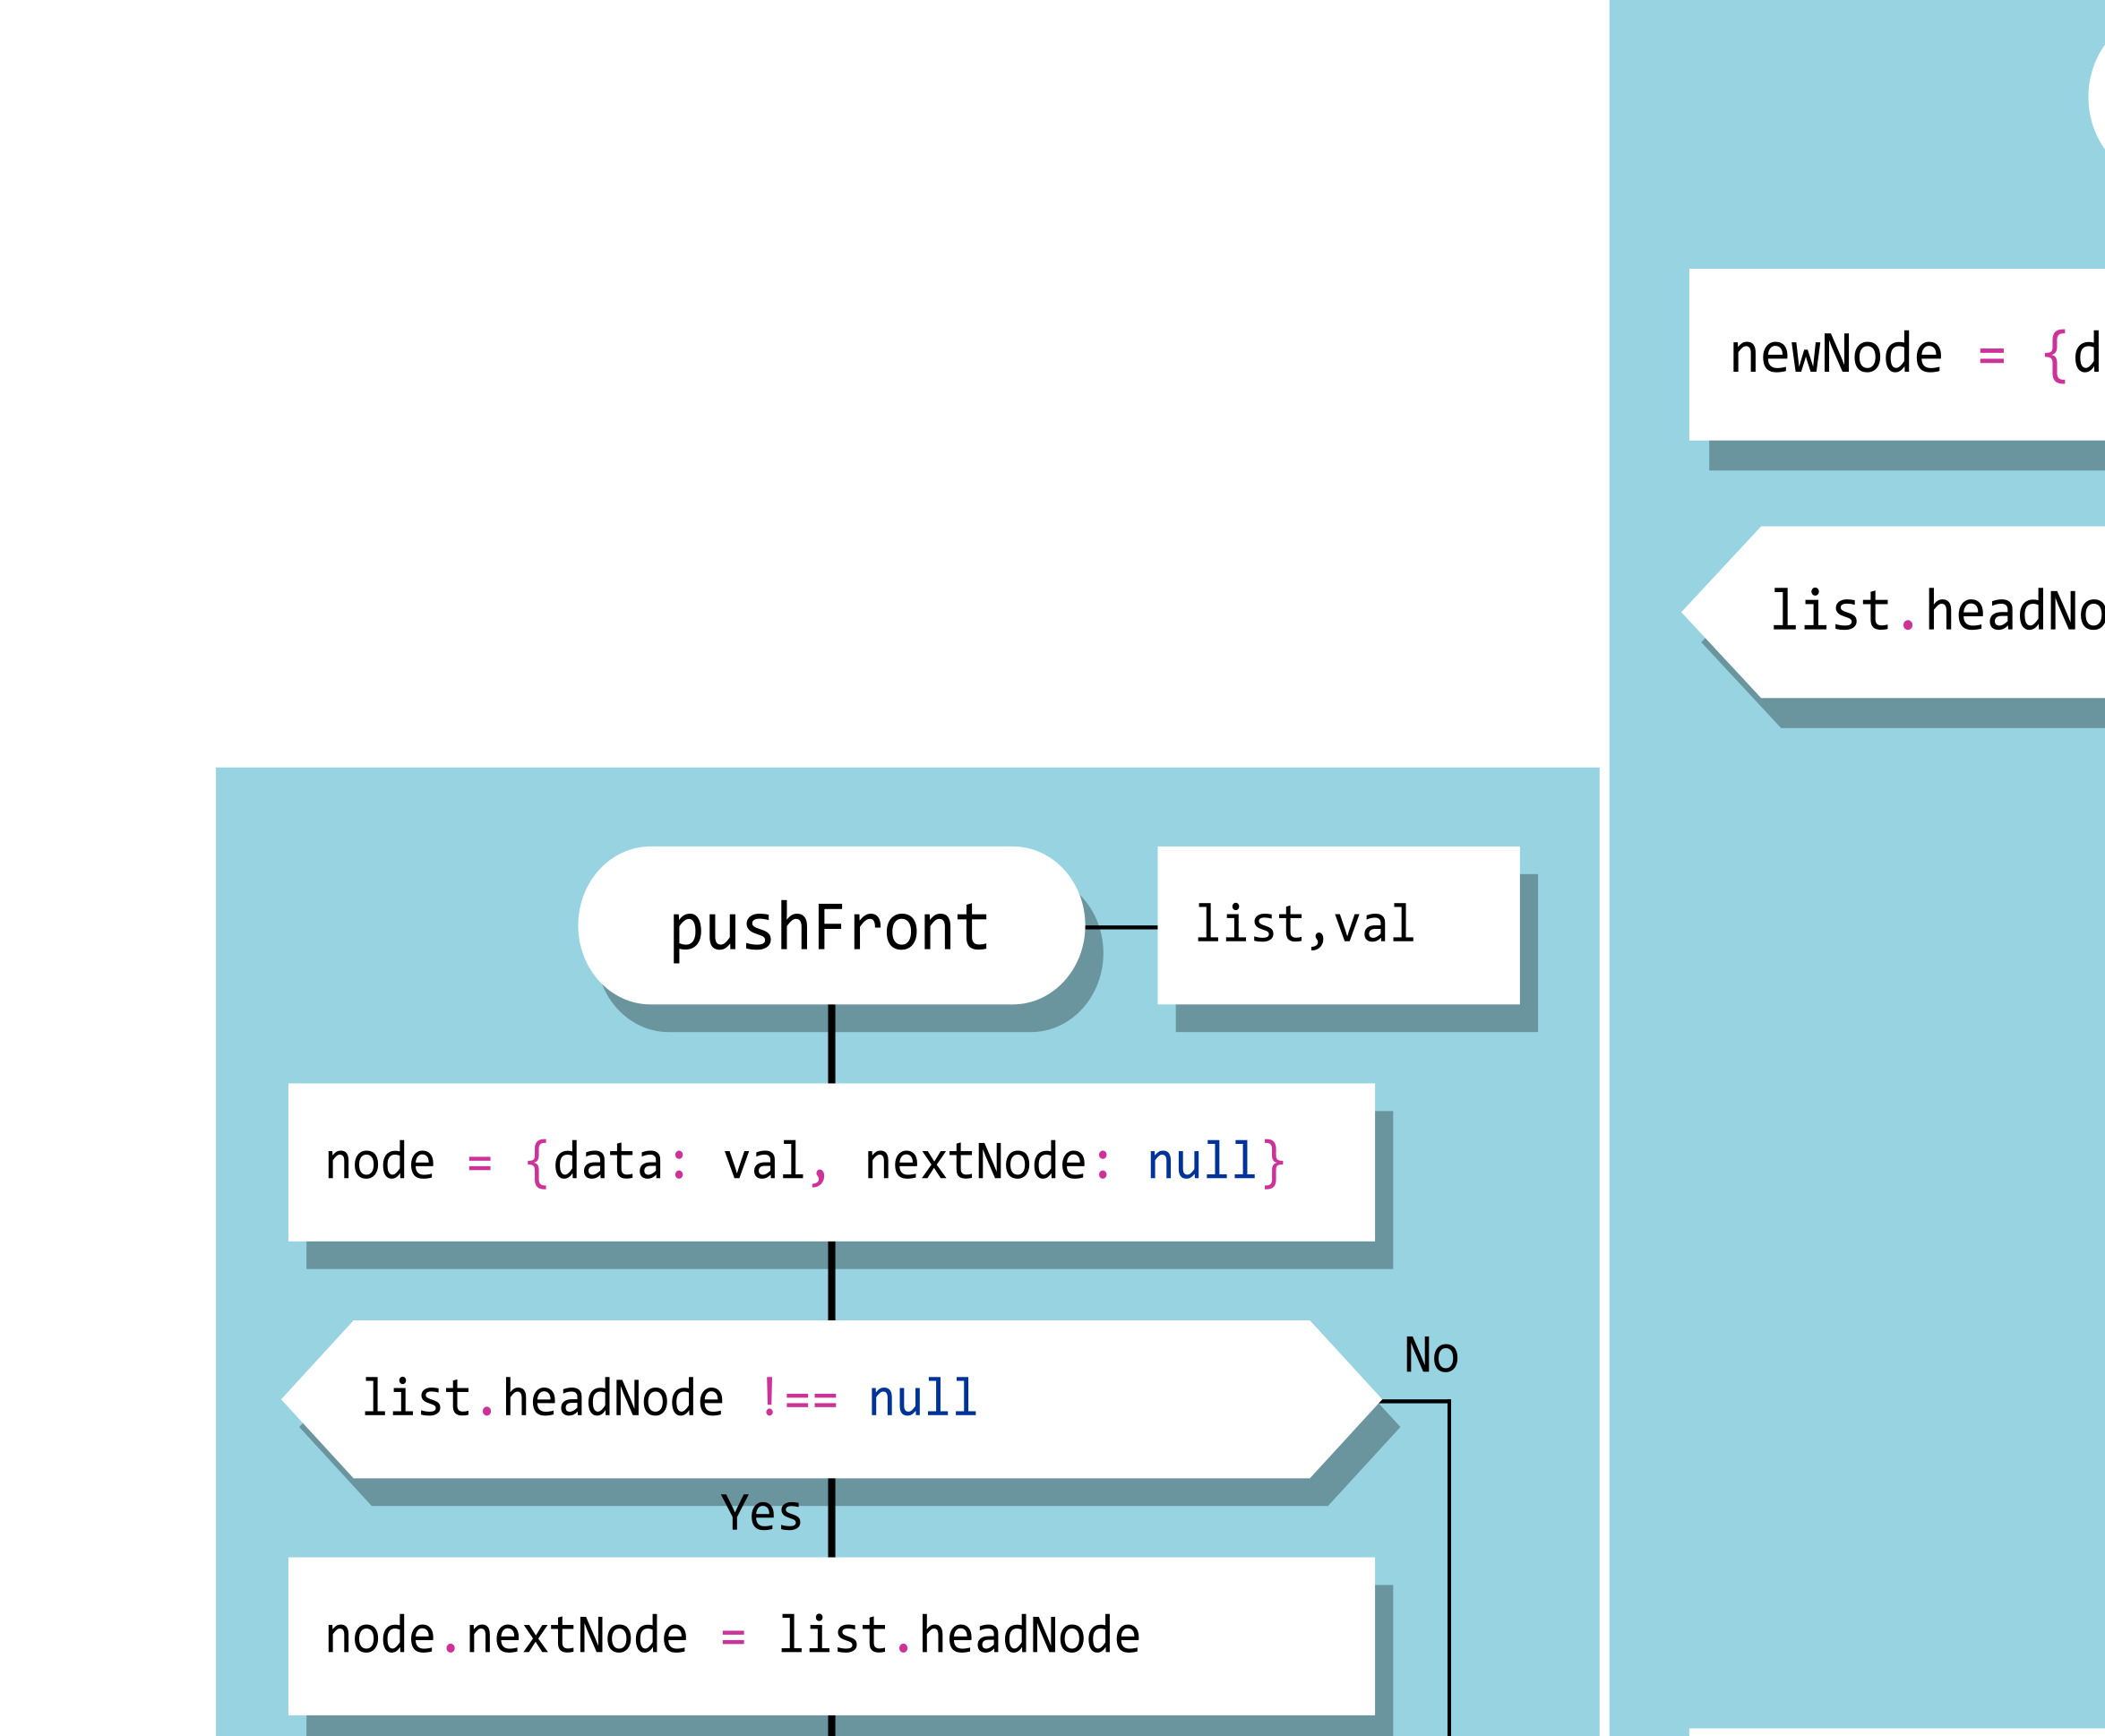 pushFront
list,val
node = {data: val, nextNode: null}
list.headNode !== null
No
Yes
node.nextNode = list.headNode
newNode = {d
list.headNo